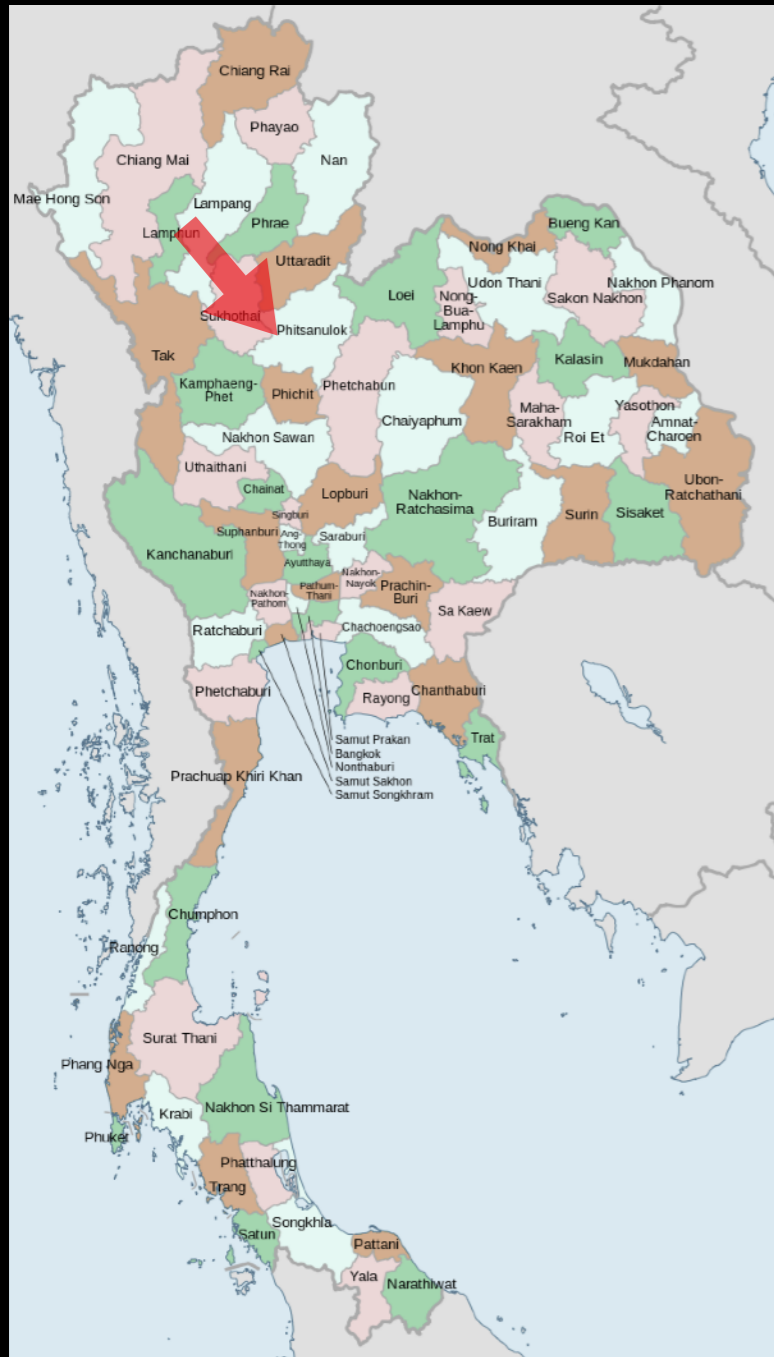 Chiang Rai
Phayao
Nan
Chiang Mai
Mae Hong Son
Lampang
Phrae
Lamphun
Bueng Kan
Nong Khai
Uttaradit
Loei
Udon Thani
Nakhon Phanom
Sakon Nakhon
Nong-
Bua-
Lamphu
Sukhothai
Phitsanulok
Tak
Khon Kaen
Kalasin
Mukdahan
Kamphaeng-
Phet
Phichit
Phetchabun
Chaiyaphum
Maha-
Sarakham
Roi Et
Yasothon
Amnat-
Charoen
Nakhon Sawan
Uthaithani
Chainat
Lopburi
Nakhon-
Ratchasima
Buriram
Surin
Sisaket
Ubon-
Ratchathani
Singburi
Suphanburi
Ang-
Thong
Saraburi
Kanchanaburi
Ayutthaya
Nakhon-
Nayok
Prachin-
Buri
Pathum-
Thani
Nakhon-
Pathom
Sa Kaew
Ratchaburi
Chachoengsao
Chonburi
Phetchaburi
Rayong
Chanthaburi
Trat
Samut Prakan
Bangkok
Nonthaburi
Samut Sakhon
Samut Songkhram
Prachuap Khiri Khan
Chumphon
Ranong
Surat Thani
Phang Nga
Krabi
Nakhon Si Thammarat
Phuket
Phatthalung
Trang
Songkhla
Satun
Pattani
Yala
Narathiwat